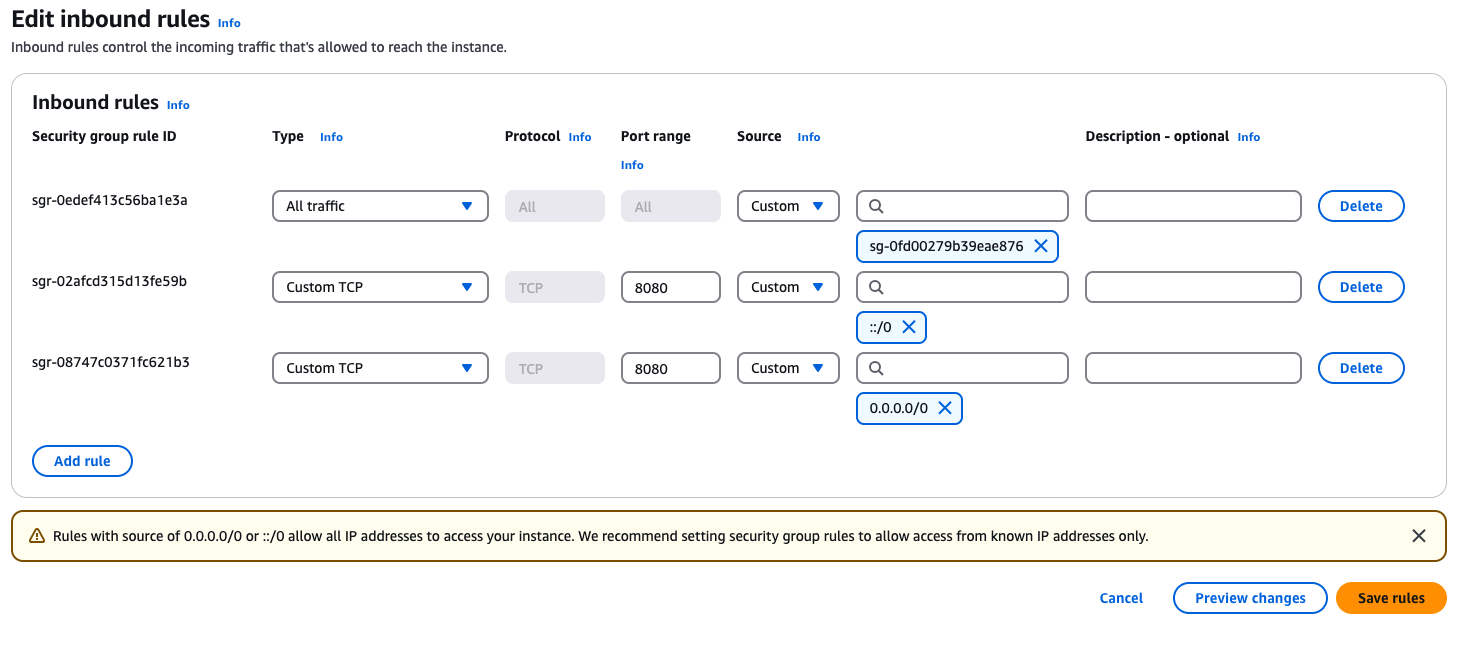 Edit inbound rules Info
Inbound rules control the incoming traffic that's allowed to reach the instance.
Inbound rules Info
Security group rule ID Type Info Protocol Info Port range Info Source Info Description - optional Info
sgr-0edef413c56ba1e3a All traffic All All Custom Delete
sg-0fd00279b39eae876
sgr-02afcd315d13fe59b Custom TCP TCP 8080 Custom Delete
::/0
sgr-08747c0371fc621b3 Custom TCP TCP 8080 Custom Delete
0.0.0.0/0
Add rule
Rules with source of 0.0.0.0/0 or ::/0 allow all IP addresses to access your instance. We recommend setting security group rules to allow access from known IP addresses only.
Cancel Preview changes Save rules